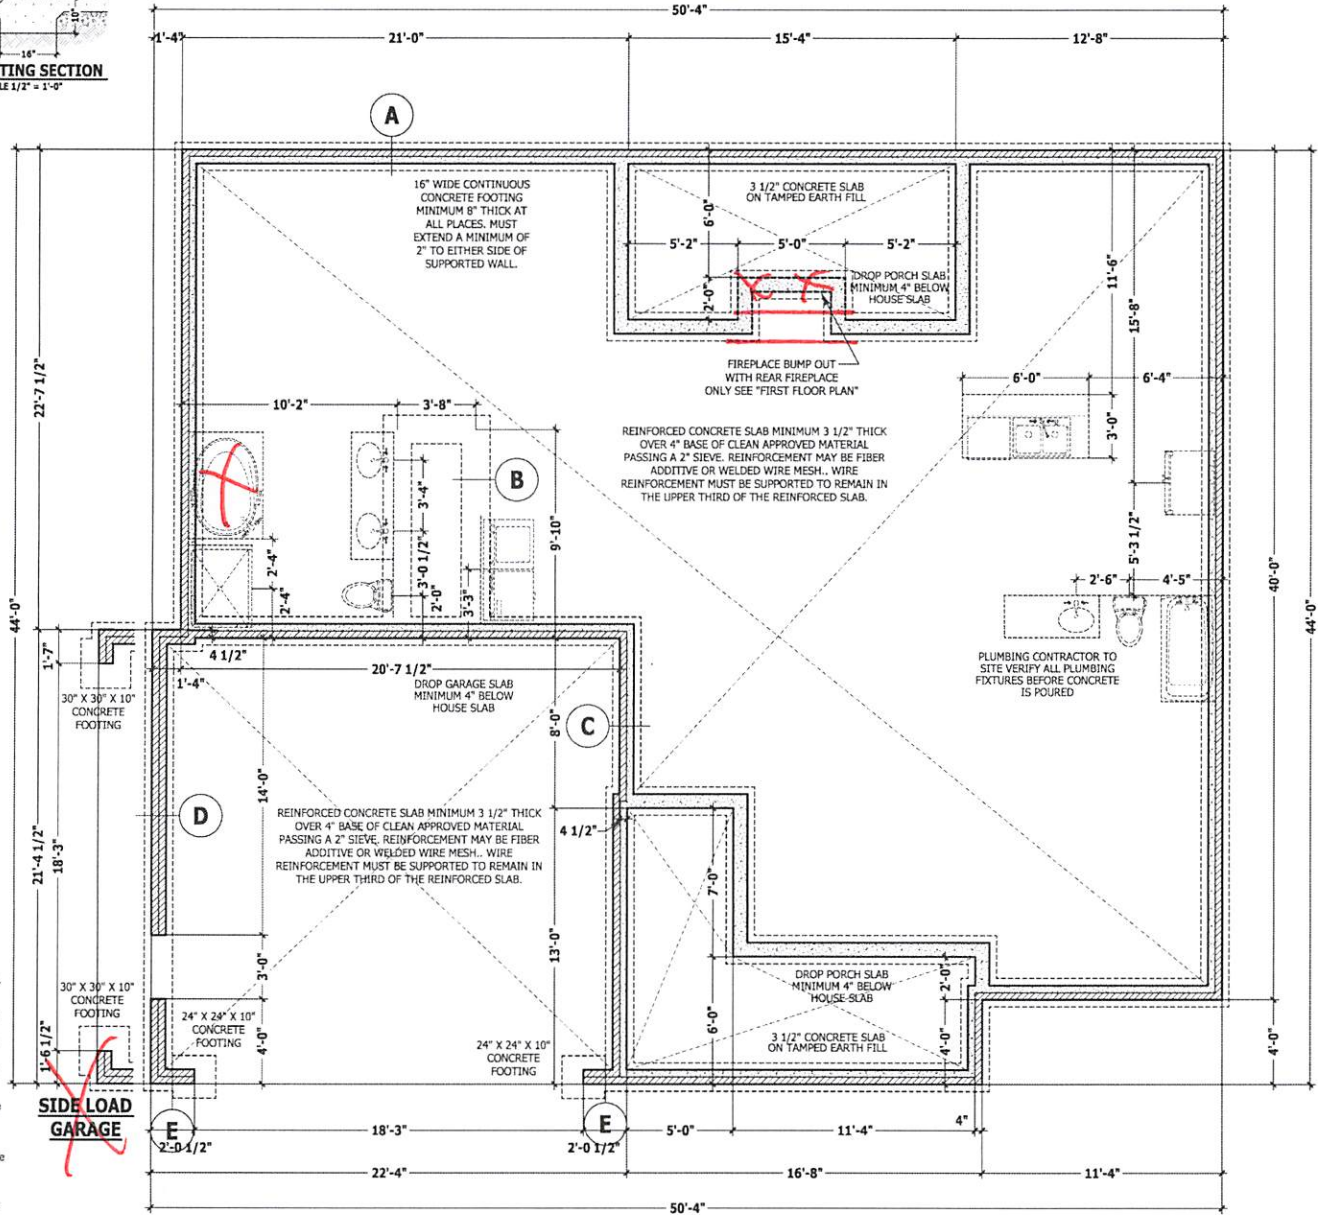 10"
16"
TING SECTION
LE 1/2" = 1'-0"
50'-4"
1'-4"
21'-0"
15'-4"
12'-8"
A
16" WIDE CONTINUOUS
CONCRETE FOOTING
MINIMUM 8" THICK AT
ALL PLACES. MUST
EXTEND A MINIMUM OF
2" TO EITHER SIDE OF
SUPPORTED WALL.
3 1/2" CONCRETE SLAB
ON TAMPED EARTH FILL
6'-0"
5'-2"
5'-0"
5'-2"
2'-0"
DROP PORCH SLAB
MINIMUM 4" BELOW
HOUSE SLAB
11'-6"
15'-8"
FIREPLACE BUMP OUT
WITH REAR FIREPLACE
ONLY SEE "FIRST FLOOR PLAN"
22'-7 1/2"
44'-0"
10'-2"
3'-8"
6'-0"
6'-4"
3'-0"
REINFORCED CONCRETE SLAB MINIMUM 3 1/2" THICK
OVER 4" BASE OF CLEAN APPROVED MATERIAL
PASSING A 2" SIEVE. REINFORCEMENT MAY BE FIBER
ADDITIVE OR WELDED WIRE MESH.. WIRE
REINFORCEMENT MUST BE SUPPORTED TO REMAIN IN
THE UPPER THIRD OF THE REINFORCED SLAB.
B
3'-4"
9'-10"
3'-0 1/2"
2'-4"
2'-4"
2'-0"
3'-3"
5'-3 1/2"
2'-6"
4'-5"
40'-0"
44'-0"
PLUMBING CONTRACTOR TO
SITE VERIFY ALL PLUMBING
FIXTURES BEFORE CONCRETE
IS POURED
1'-7"
4 1/2"
20'-7 1/2"
1'-4"
DROP GARAGE SLAB
MINIMUM 4" BELOW
HOUSE SLAB
30" X 30" X 10"
CONCRETE
FOOTING
8'-0"
C
14'-0"
D
REINFORCED CONCRETE SLAB MINIMUM 3 1/2" THICK
OVER 4" BASE OF CLEAN APPROVED MATERIAL
PASSING A 2" SIEVE. REINFORCEMENT MAY BE FIBER
ADDITIVE OR WELDED WIRE MESH.. WIRE
REINFORCEMENT MUST BE SUPPORTED TO REMAIN IN
THE UPPER THIRD OF THE REINFORCED SLAB.
4 1/2"
21'-4 1/2"
18'-3"
7'-0"
13'-0"
3'-0"
30" X 30" X 10"
CONCRETE
FOOTING
24" X 24" X 10"
CONCRETE
FOOTING
4'-0"
24" X 24" X 10"
CONCRETE
FOOTING
DROP PORCH SLAB
MINIMUM 4" BELOW
HOUSE SLAB
2'-0"
6'-0"
3 1/2" CONCRETE SLAB
ON TAMPED EARTH FILL
4'-0"
4'-0"
1'-6 1/2"
SIDE LOAD
GARAGE
E
2'-0 1/2"
18'-3"
E
2'-0 1/2"
5'-0"
11'-4"
4"
22'-4"
16'-8"
11'-4"
50'-4"